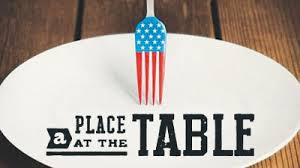 a PLACE
AT THE TABLE